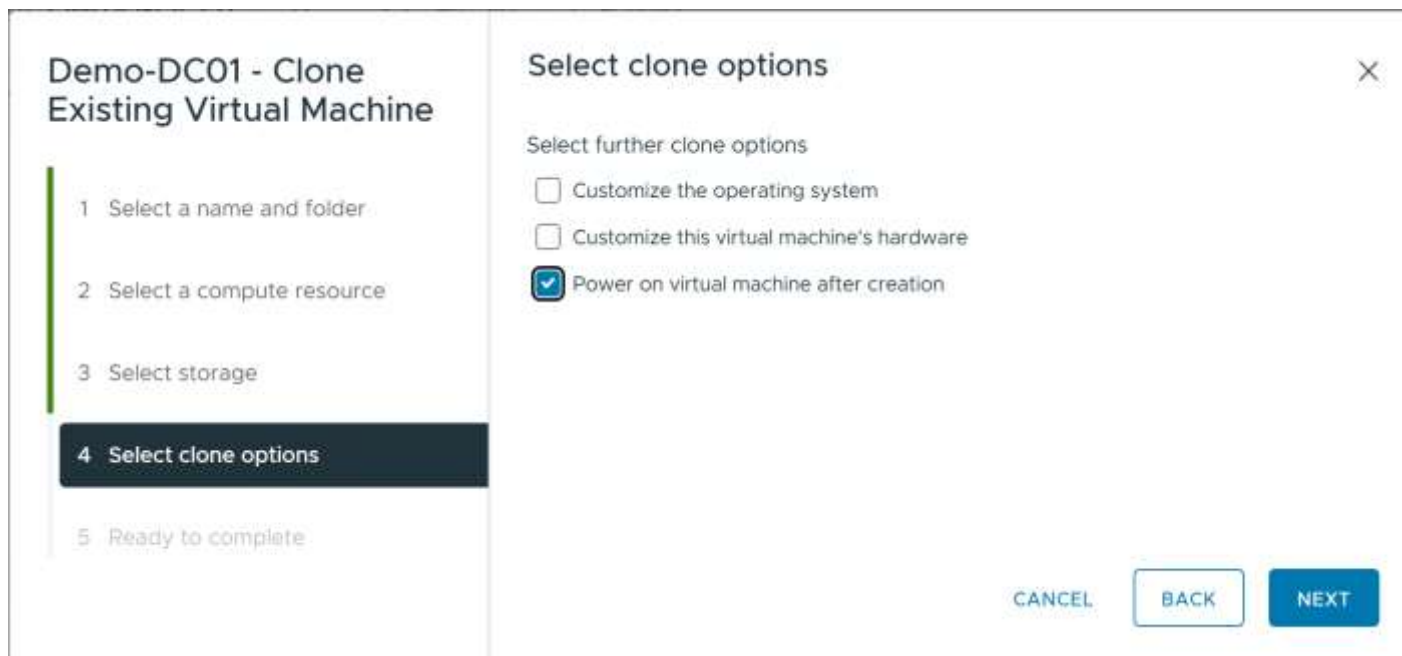 Demo-DC01 - Clone
Existing Virtual Machine
1 Select a name and folder
2 Select a compute resource
3 Select storage
4 Select clone options
5 Ready to complete
Select clone options
Select further clone options
Customize the operating system
Customize this virtual machine's hardware
Power on virtual machine after creation
CANCEL
BACK
NEXT